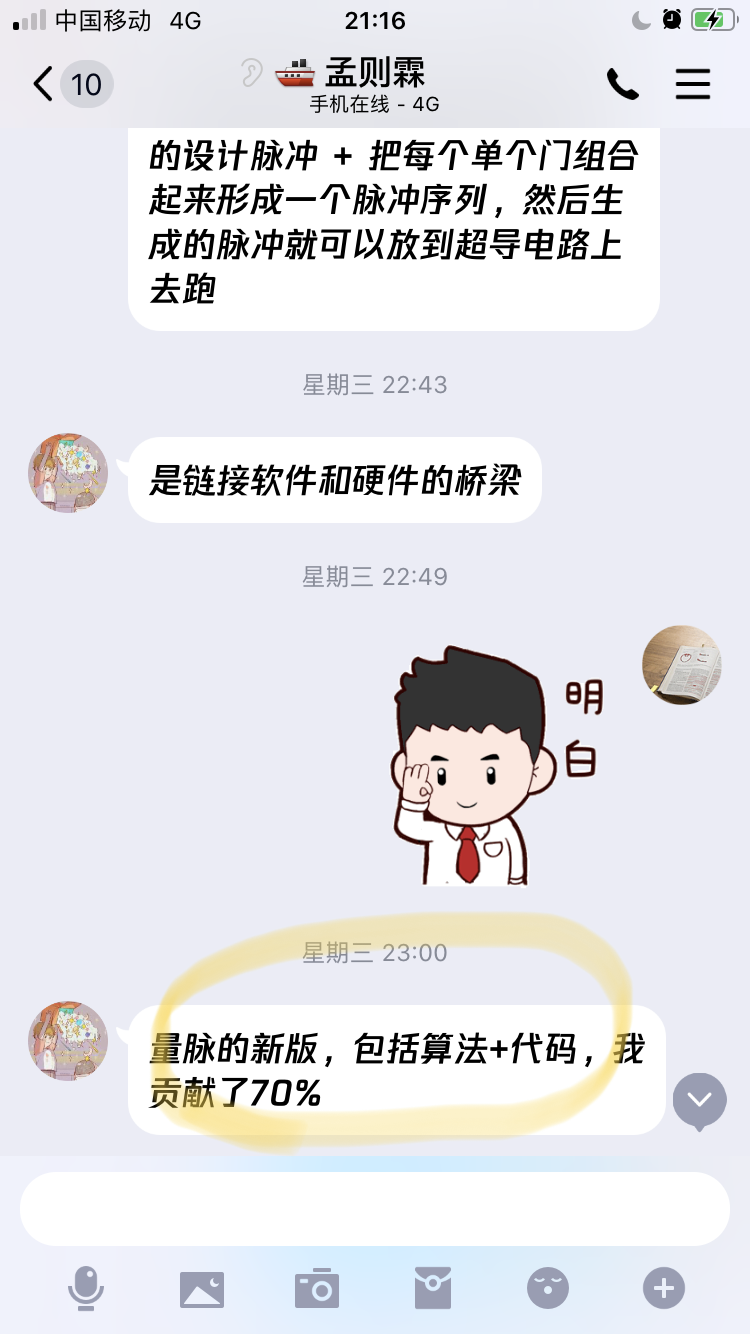 中国移动 4G 21:16
10
孟则霖
手机在线 - 4G
的设计脉冲 + 把每个单个门组合
起来形成一个脉冲序列，然后生
成的脉冲就可以放到超导电路上
去跑
星期三 22:43
是链接软件和硬件的桥梁
星期三 22:49
明
白
星期三 23:00
量脉的新版，包括算法+代码，我
贡献了70%